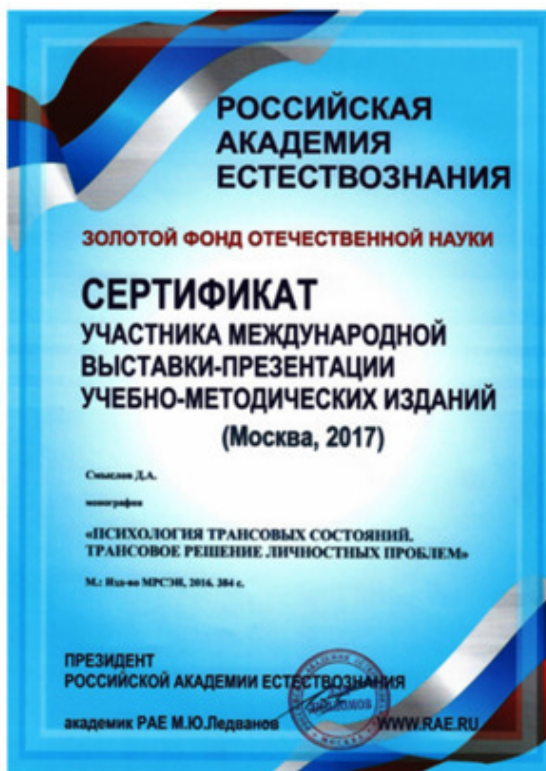 РОССИЙСКАЯ
АКАДЕМИЯ
ЕСТЕСТВОЗНАНИЯ
ЗОЛОТОЙ ФОНД ОТЕЧЕСТВЕННОЙ НАУКИ
СЕРТИФИКАТ
УЧАСТНИКА МЕЖДУНАРОДНОЙ
ВЫСТАВКИ-ПРЕЗЕНТАЦИИ
УЧЕБНО-МЕТОДИЧЕСКИХ ИЗДАНИЙ
(Москва, 2017)
Смыслов Д.А.
монография
«ПСИХОЛОГИЯ ТРАНСОВЫХ СОСТОЯНИЙ.
ТРАНСОВОЕ РЕШЕНИЕ ЛИЧНОСТНЫХ ПРОБЛЕМ»
М.: Изд-во МРСЭИ, 2016. 384 с.
ПРЕЗИДЕНТ
РОССИЙСКОЙ АКАДЕМИИ ЕСТЕСТВОЗНАНИЯ
академик РАЕ М.Ю.Ледванов
WWW.RAE.RU